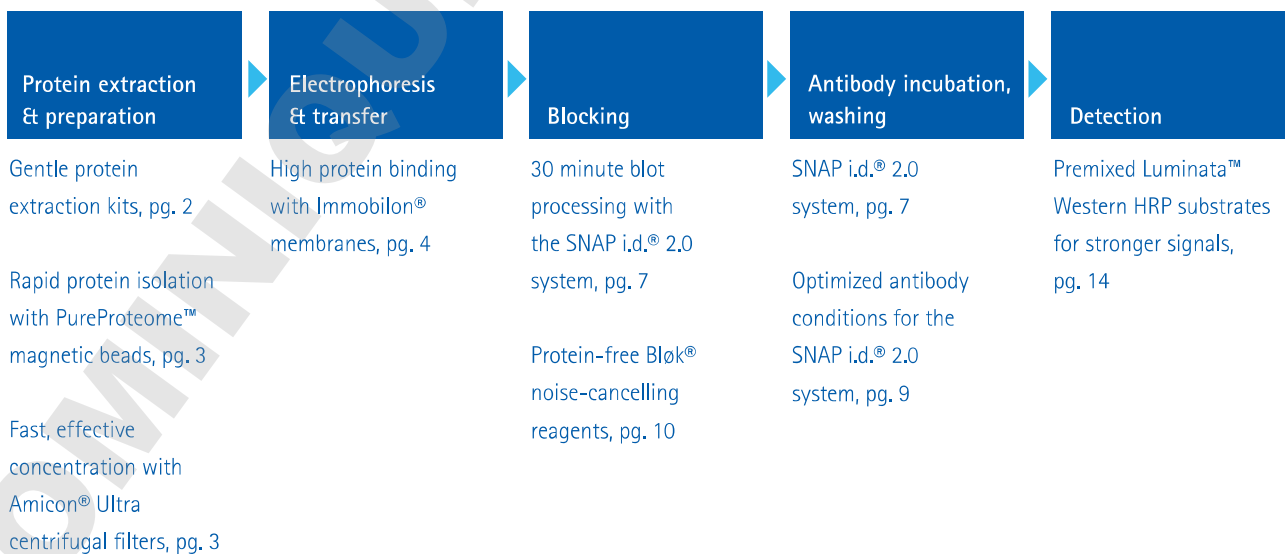 Protein extraction
& preparation
Gentle protein
extraction kits, pg. 2
Rapid protein isolation
with PureProteome™
magnetic beads, pg. 3
Fast, effective
concentration with
Amicon® Ultra
centrifugal filters, pg. 3
Electrophoresis
& transfer
High protein binding
with Immobilon®
membranes, pg. 4
Blocking
30 minute blot
processing with
the SNAP i.d.® 2.0
system, pg. 7
Protein-free Bløk®
noise-cancelling
reagents, pg. 10
Antibody incubation,
washing
SNAP i.d.® 2.0
system, pg. 7
Optimized antibody
conditions for the
SNAP i.d.® 2.0
system, pg. 9
Detection
Premixed Luminata™
Western HRP substrates
for stronger signals,
pg. 14